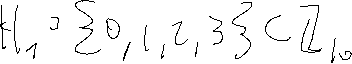 H₁ = {0, 1, 2, 3} ⊂ ℤ₁₀